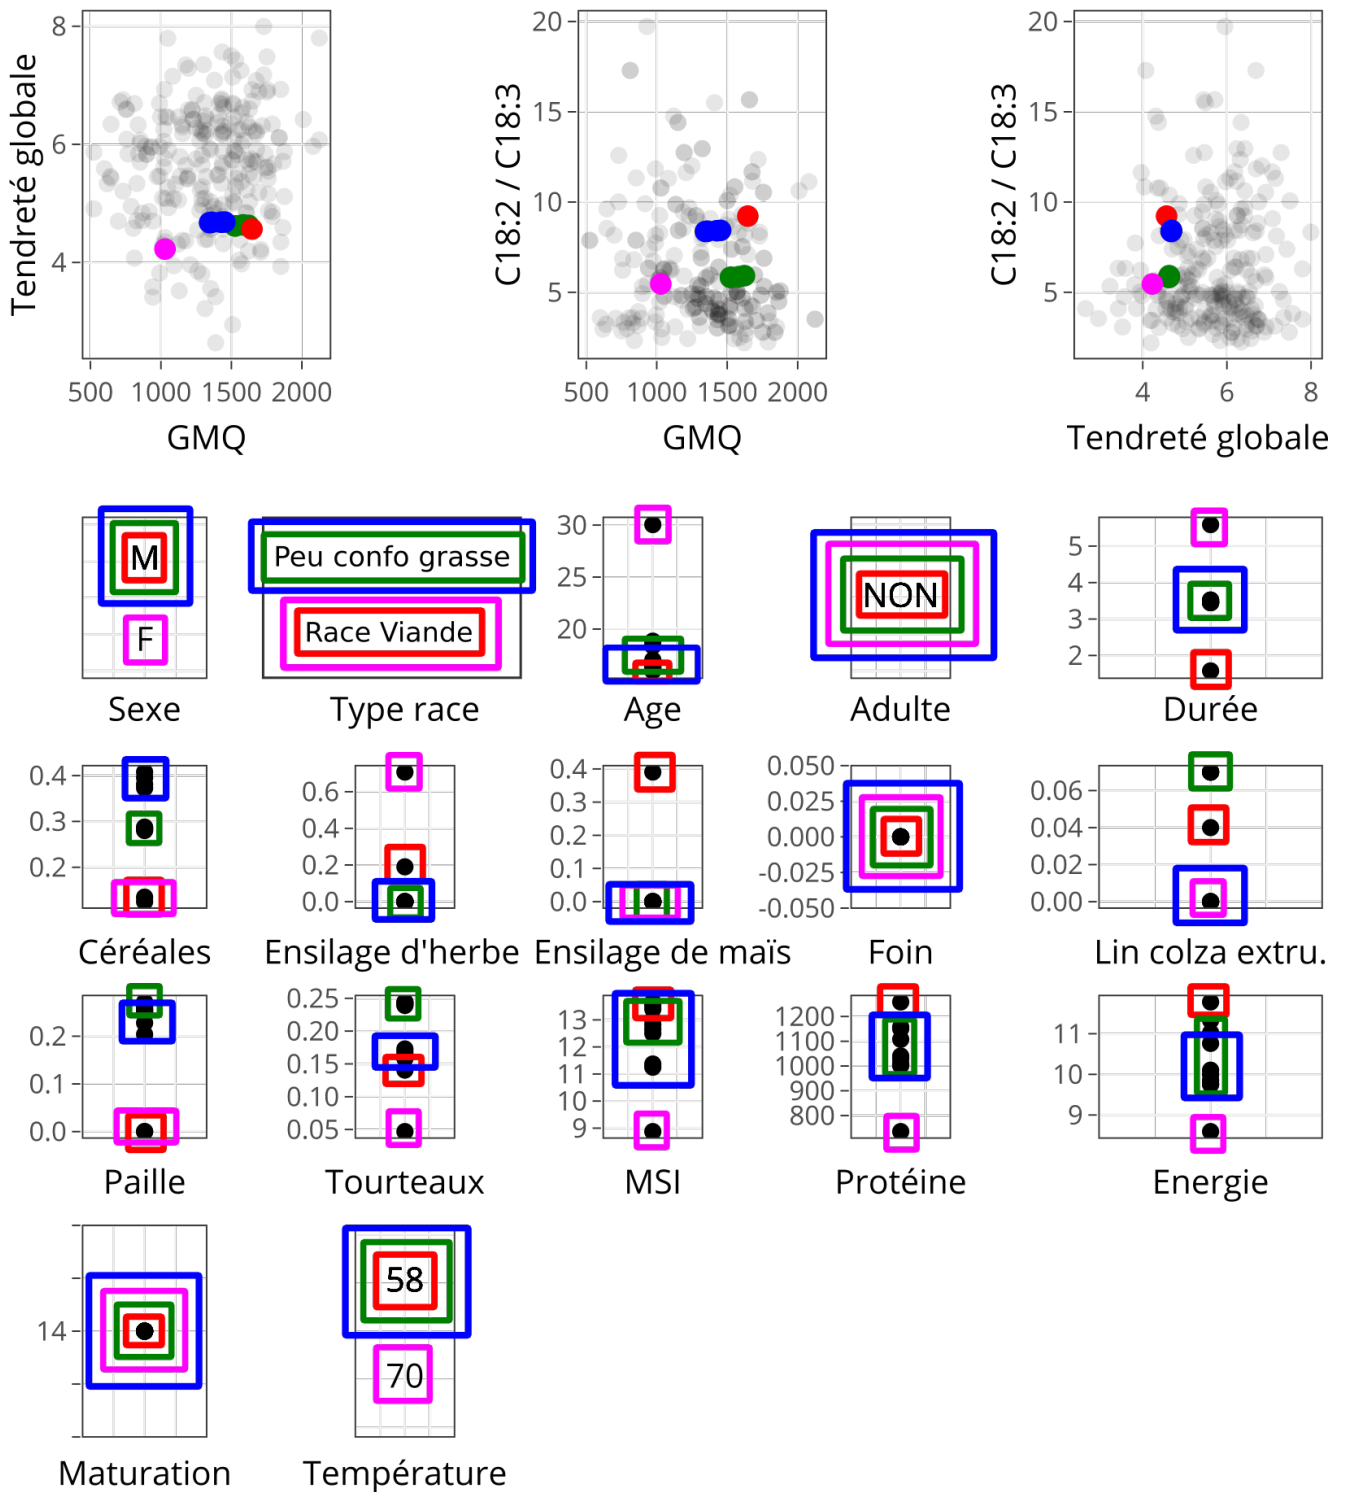 8
6
4
Tendreté globale
500 1000 1500 2000
GMQ
20
15
10
5
C18:2 / C18:3
500 1000 1500 2000
GMQ
20
15
10
5
C18:2 / C18:3
4 6 8
Tendreté globale
M
F
Sexe
Peu confo grasse
Race Viande
Type race
30
25
20
Age
NON
Adulte
5
4
3
2
Durée
0.4
0.3
0.2
Céréales
0.6
0.4
0.2
0.0
Ensilage d'herbe
0.4
0.3
0.2
0.1
0.0
Ensilage de maïs
0.050
0.025
0.000
-0.025
-0.050
Foin
0.06
0.04
0.02
0.00
Lin colza extru.
0.2
0.1
0.0
Paille
0.25
0.20
0.15
0.10
0.05
Tourteaux
13
12
11
10
9
MSI
1200
1100
1000
900
800
Protéine
11
10
9
Energie
14
Maturation
58
70
Température